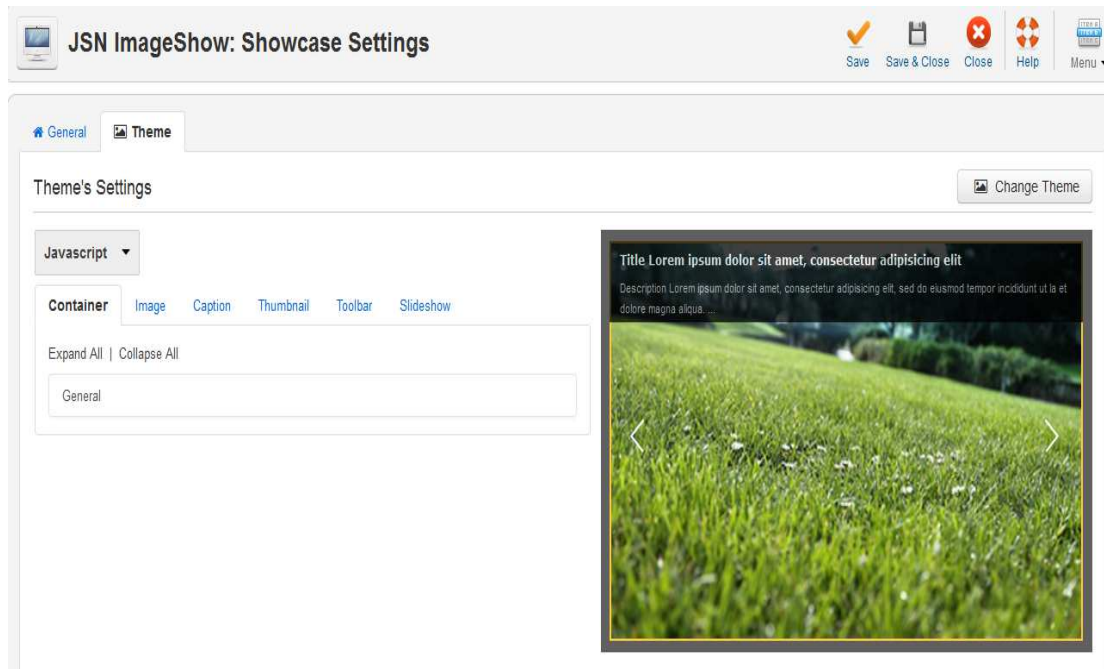 JSN ImageShow: Showcase Settings
Save Save & Close Close Help Menu
General Theme
Theme's Settings
Change Theme
Javascript
Container Image Caption Thumbnail Toolbar Slideshow
Expand All | Collapse All
General
Title Lorem ipsum dolor sit amet, consectetur adipisicing elit
Description Lorem ipsum dolor sit amet, consectetur adipisicing elit, sed do eiusmod tempor incididunt ut la et
dolore magna aliqua. ...